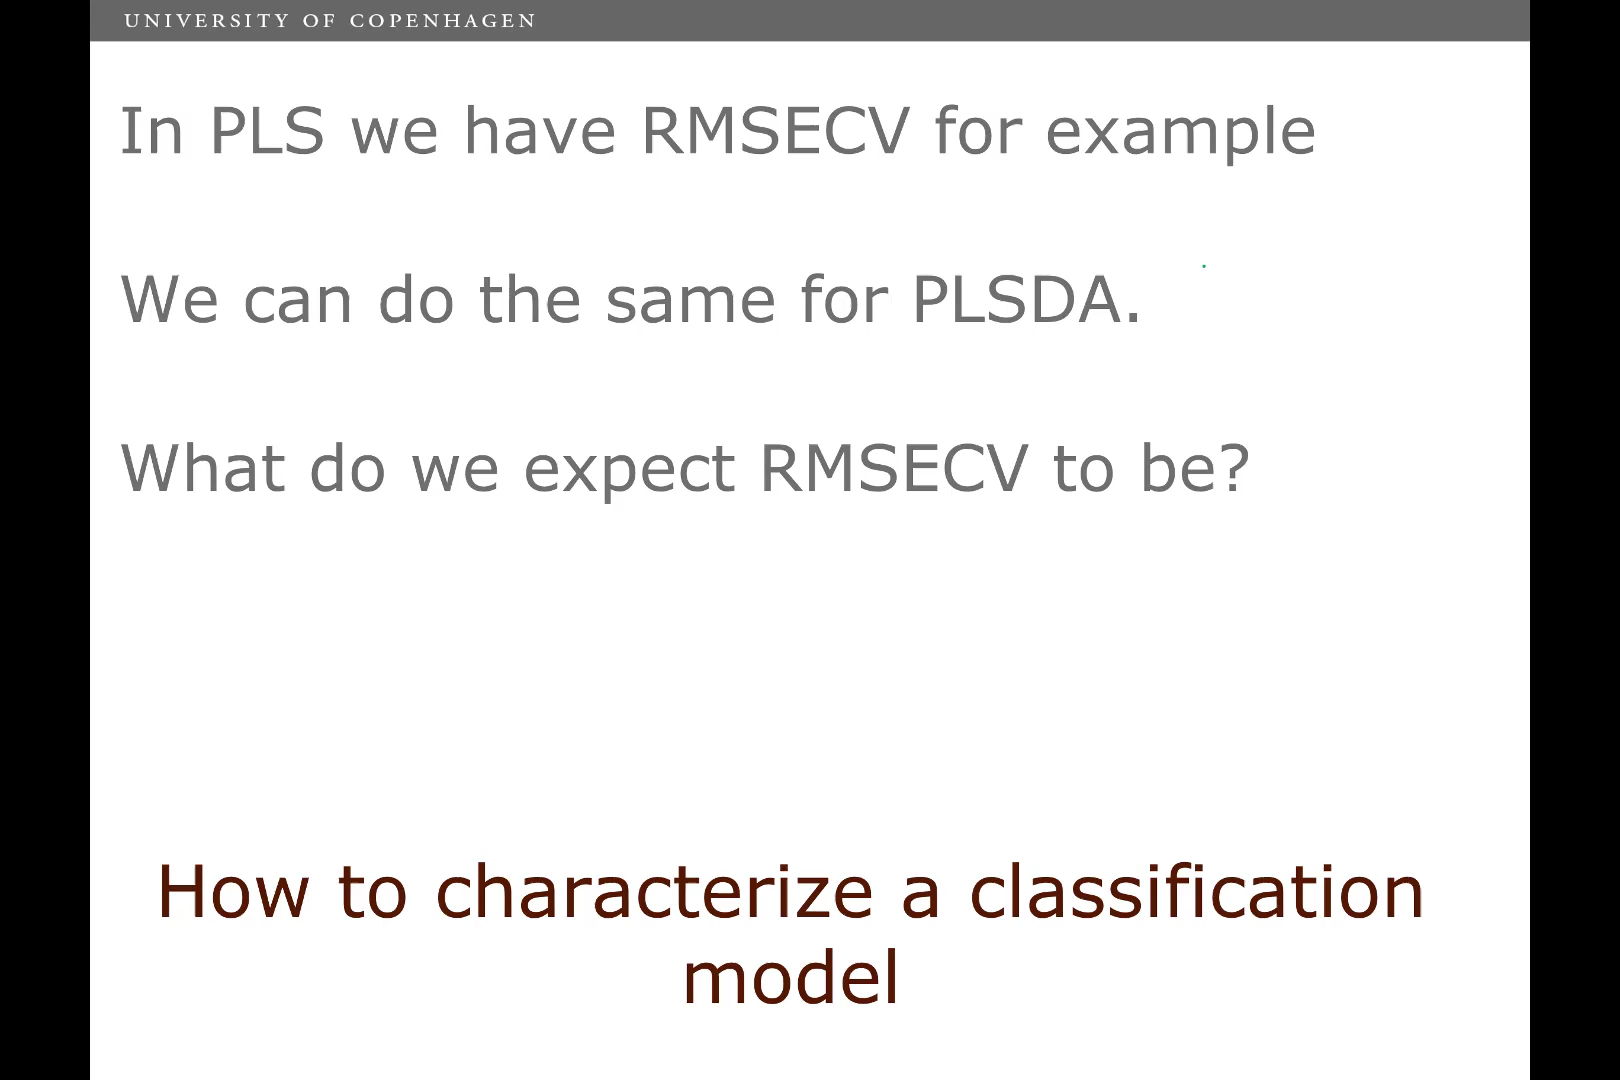 UNIVERSITY OF COPENHAGEN
In PLS we have RMSECV for example
We can do the same for PLSDA.
What do we expect RMSECV to be?
How to characterize a classification
model